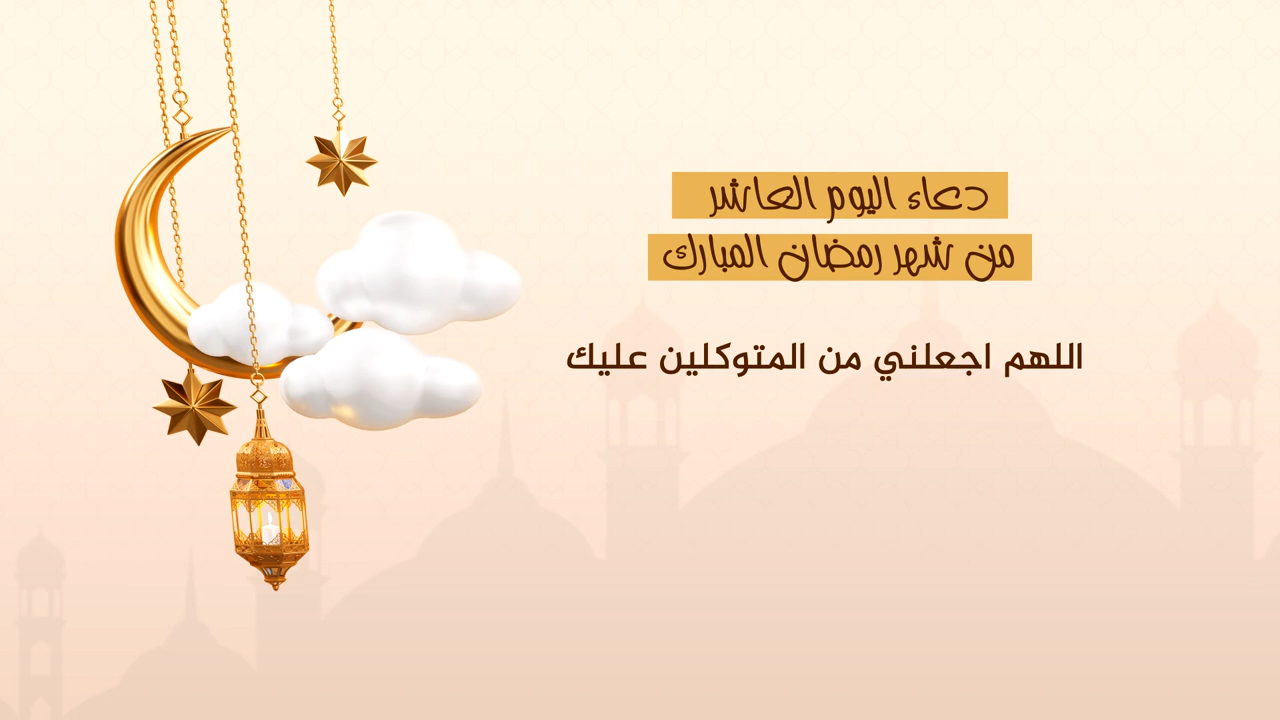 دعاء اليوم العاشر
من شهر رمضان المبارك
اللهم اجعلني من المتوكلين عليك